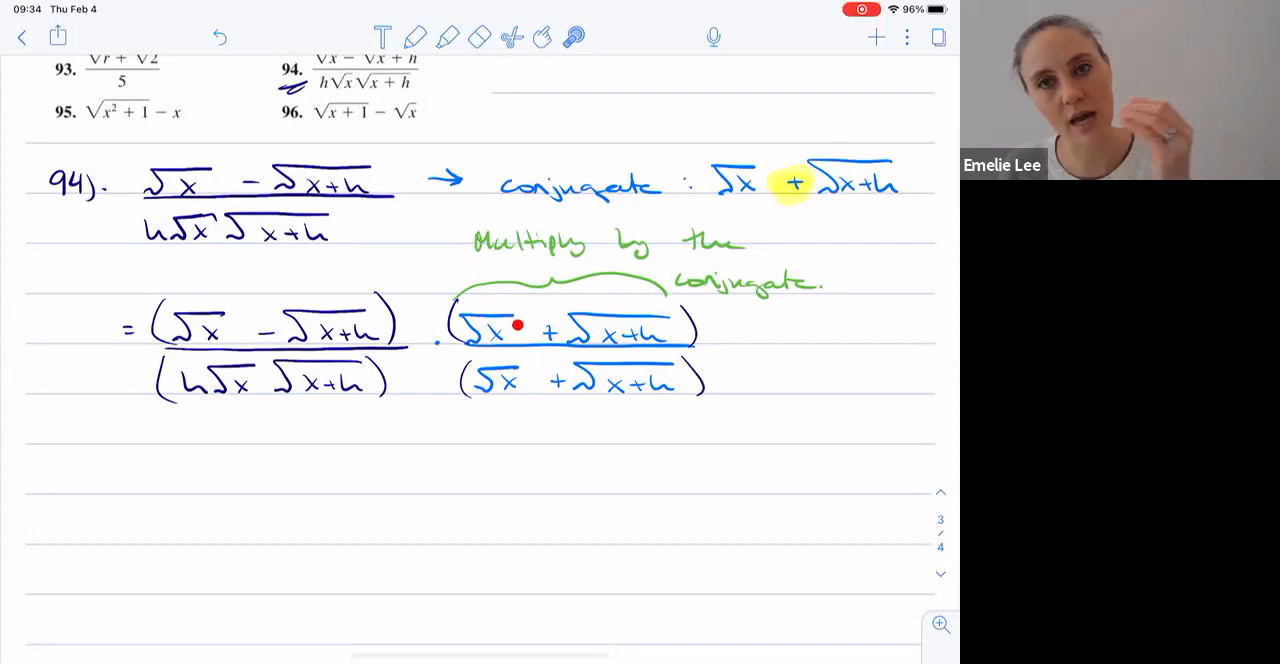 09:34 Thu Feb 4
96%
93. √r + √2 / 5
94. √x − √x + h / h√x√x + h
95. √x² + 1 − x
96. √x + 1 − √x
94). √x − √x+h / h√x √x+h → conjugate : √x + √x+h
Multiply by the
conjugate.
= (√x − √x+h) / (h√x √x+h) · (√x + √x+h) / (√x + √x+h)
Emelie Lee
3
/
4